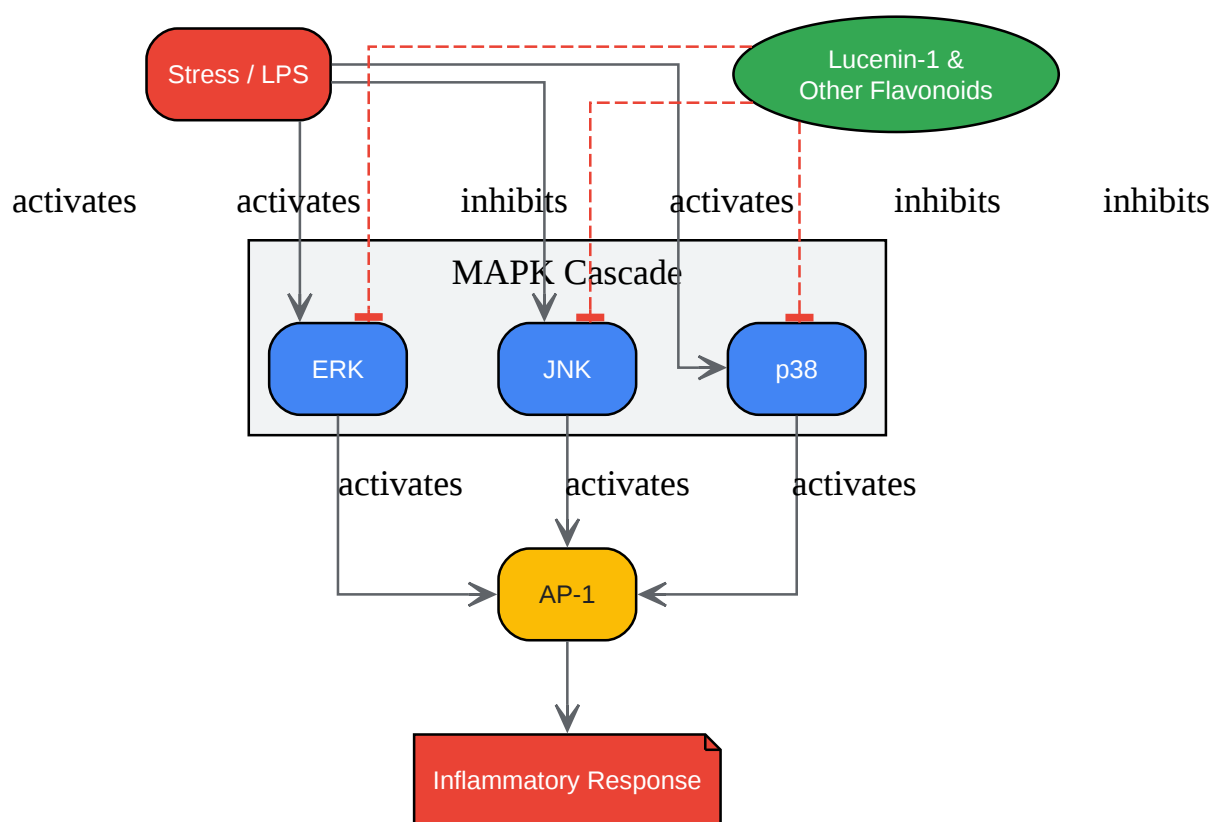 Stress / LPS
Lucenin-1 &
Other Flavonoids
activates
activates
inhibits
activates
inhibits
inhibits
MAPK Cascade
ERK
JNK
p38
activates
activates
activates
AP-1
Inflammatory Response